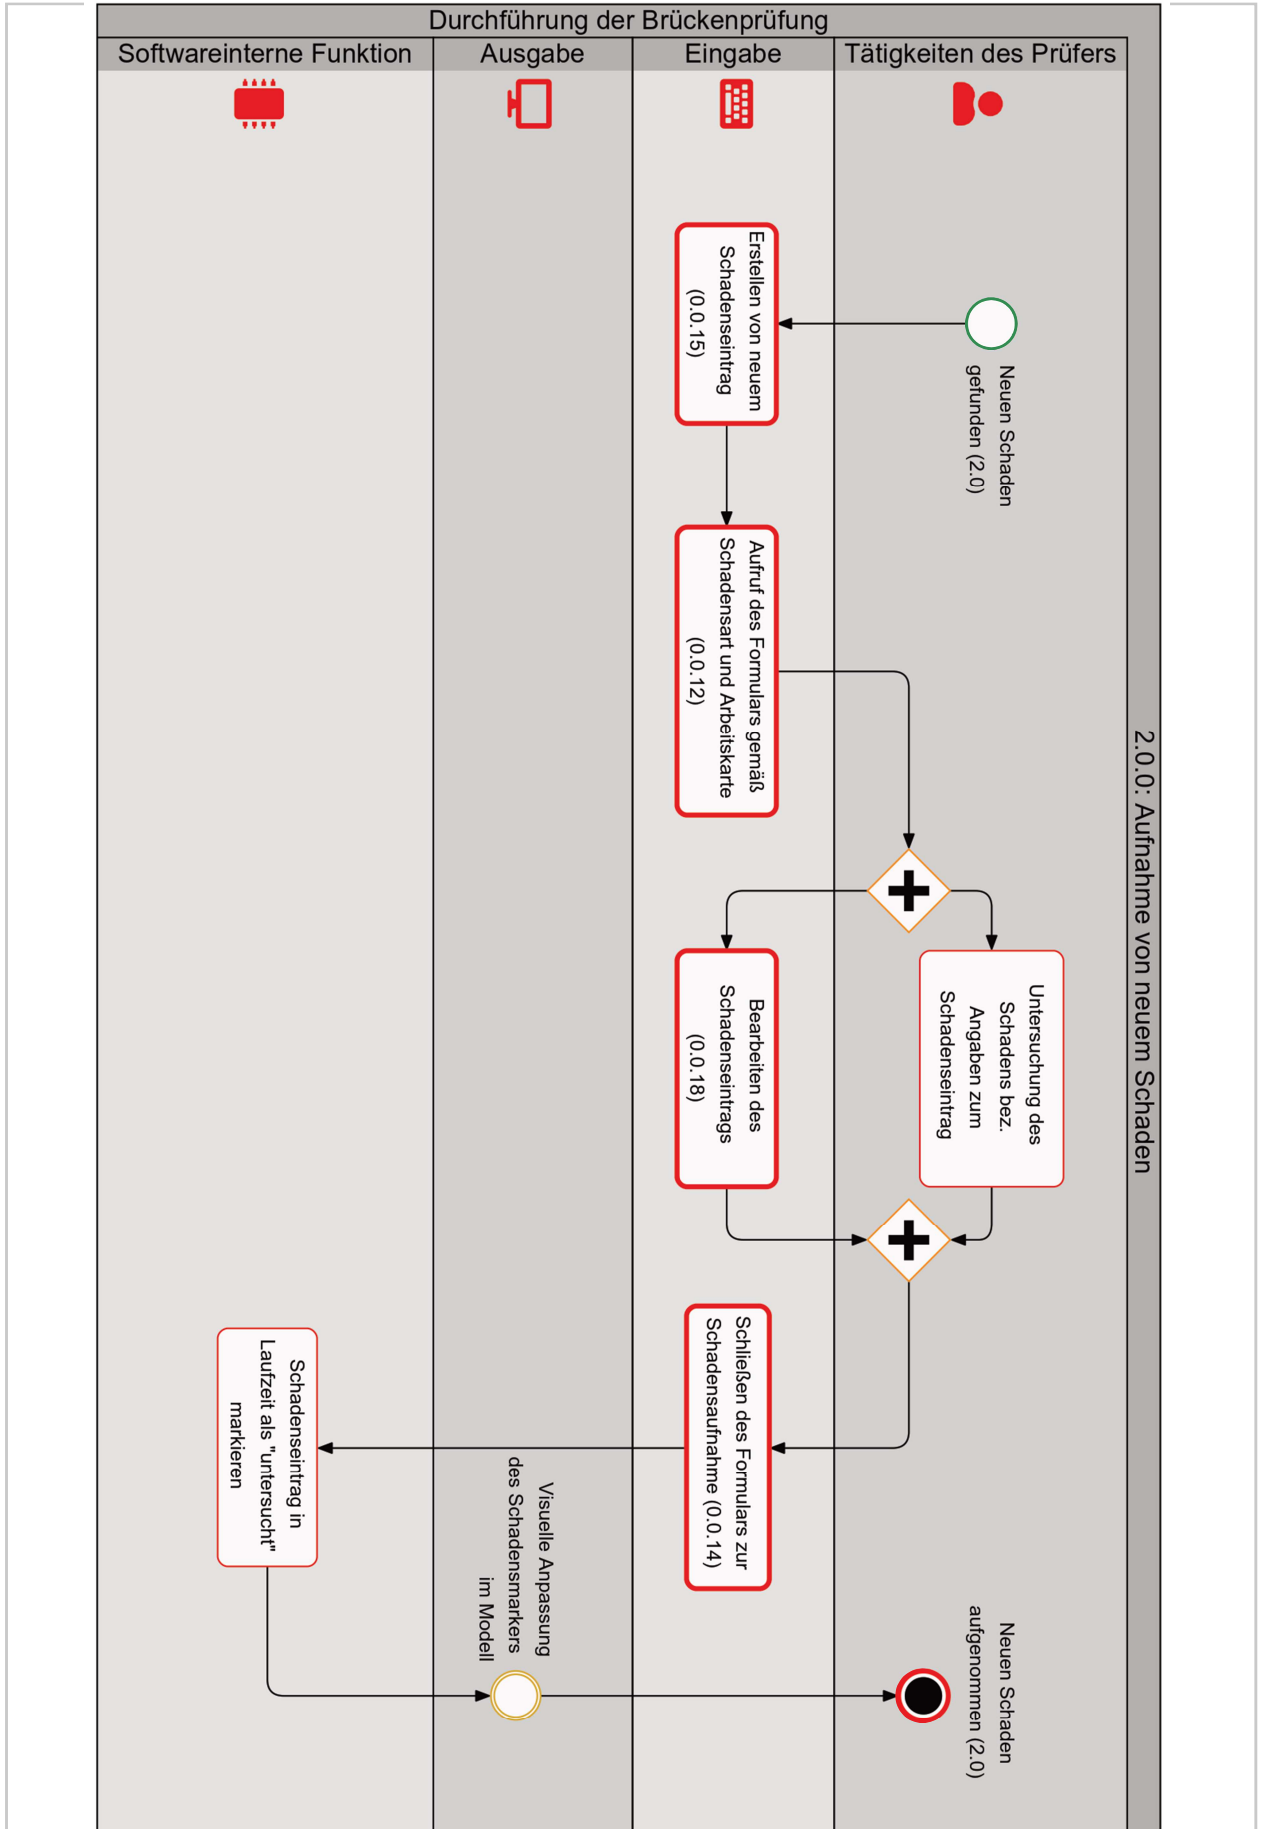 Durchführung der Brückenprüfung
Softwareinterne Funktion
Ausgabe
Eingabe
Tätigkeiten des Prüfers
2.0.0: Aufnahme von neuem Schaden
Neuen Schaden
gefunden (2.0)
Erstellen von neuem
Schadenseintrag
(0.0.15)
Aufruf des Formulars gemäß
Schadensart und Arbeitskarte
(0.0.12)
Untersuchung des
Schadens bez.
Angaben zum
Schadenseintrag
Bearbeiten des
Schadenseintrags
(0.0.18)
Schließen des Formulars zur
Schadensaufnahme (0.0.14)
Schadenseintrag in
Laufzeit als "untersucht"
markieren
Visuelle Anpassung
des Schadensmarkers
im Modell
Neuen Schaden
aufgenommen (2.0)